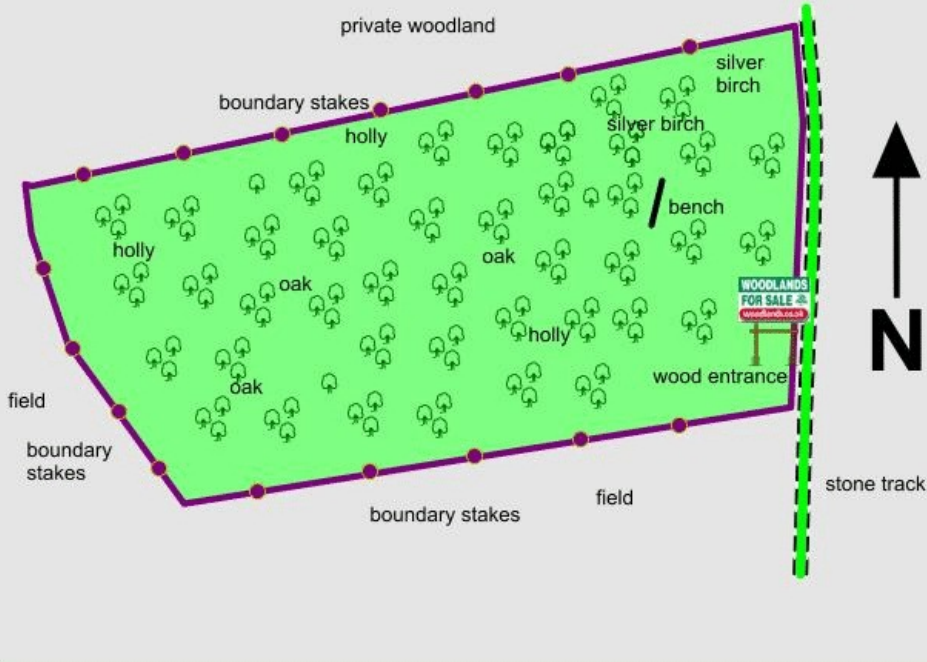 private woodland
silver
birch
boundary stakes
silver birch
holly
bench
holly
oak
oak
WOODLANDS
FOR SALE
woodlands.co.uk
N
holly
wood entrance
oak
field
boundary
stakes
stone track
field
boundary stakes